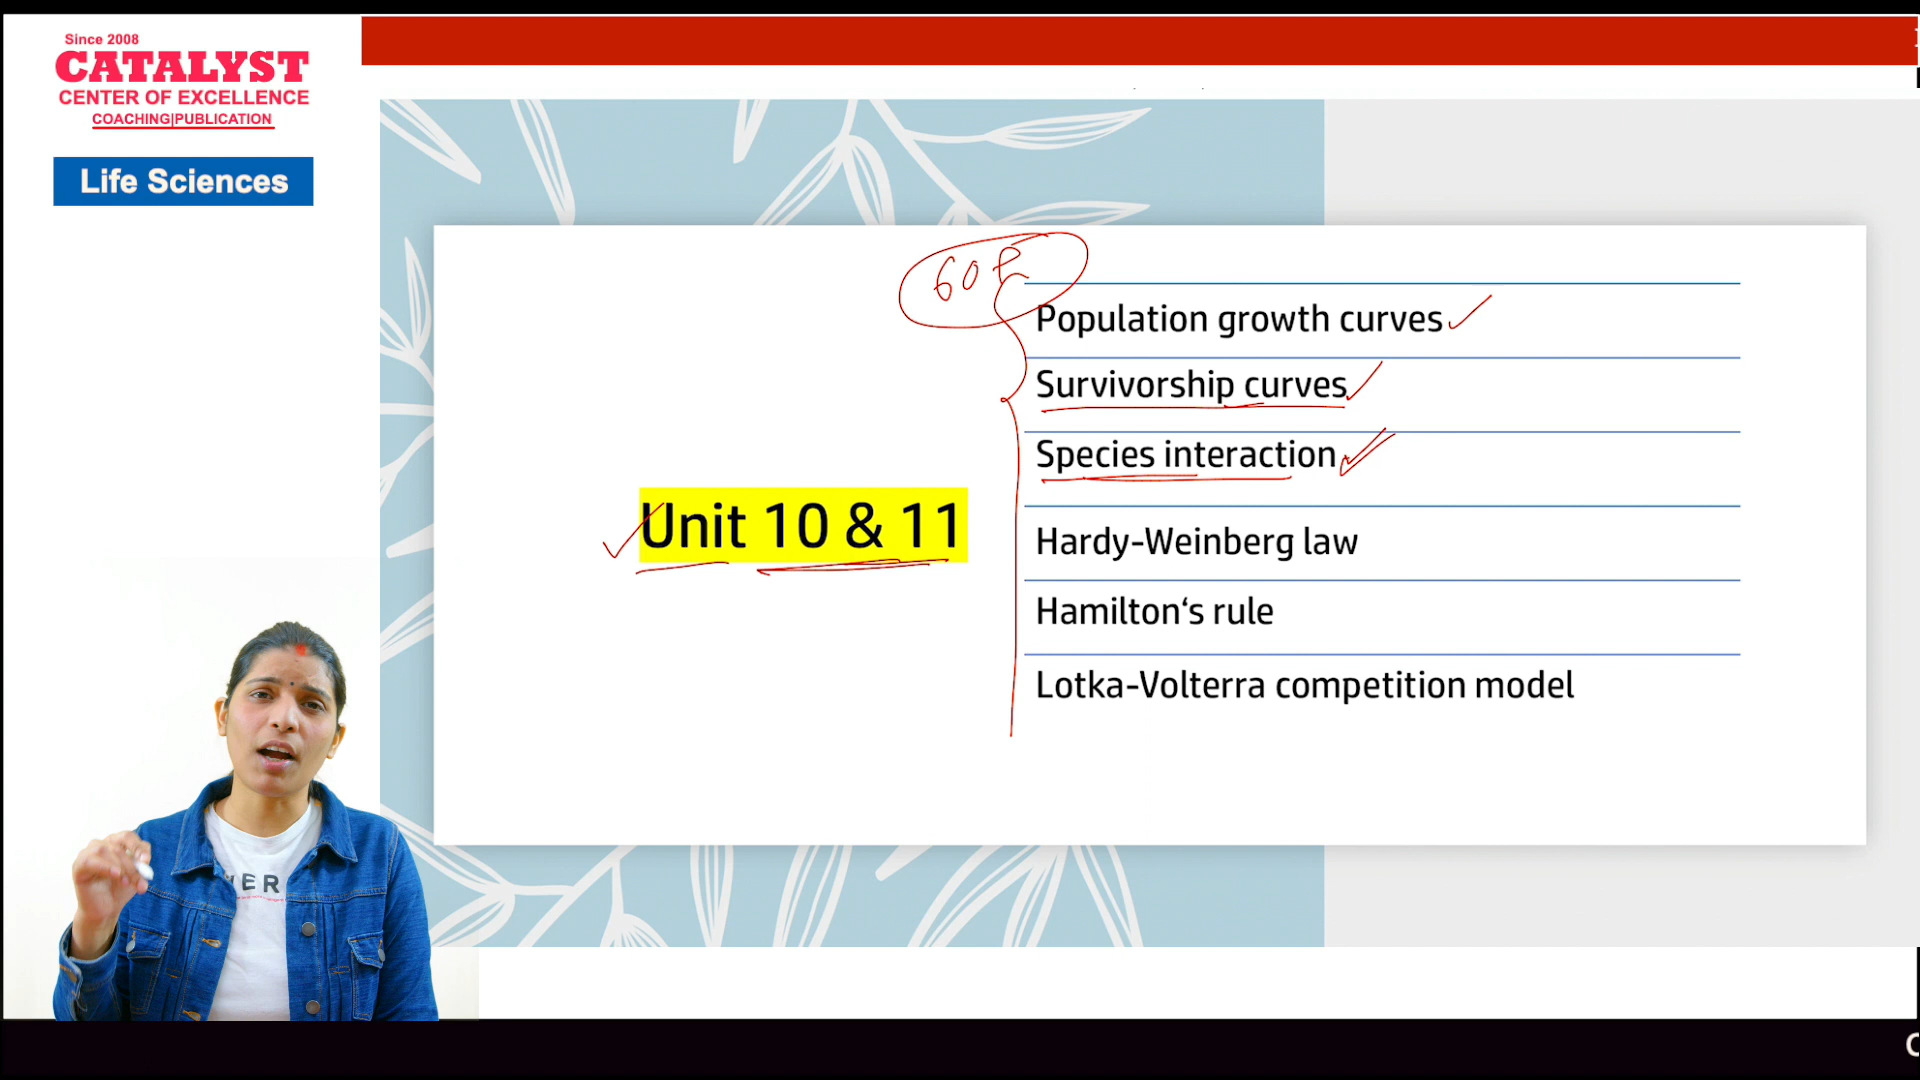 Since 2008
CATALYST
CENTER OF EXCELLENCE
COACHING|PUBLICATION
Life Sciences
60
Population growth curves
Survivorship curves
Species interaction
Unit 10 & 11
Hardy-Weinberg law
Hamilton‘s rule
Lotka-Volterra competition model
HER